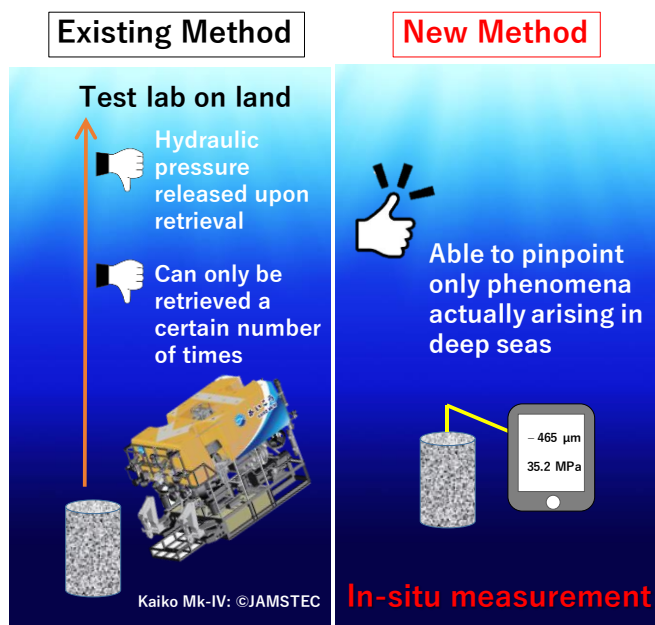 Existing Method
New Method
Test lab on land
Hydraulic
pressure
released upon
retrieval
Can only be
retrieved a
certain number
of times
Kaiko Mk-IV: ©JAMSTEC
Able to pinpoint
only phenomena
actually arising in
deep seas
– 465 µm
35.2 MPa
In-situ measurement